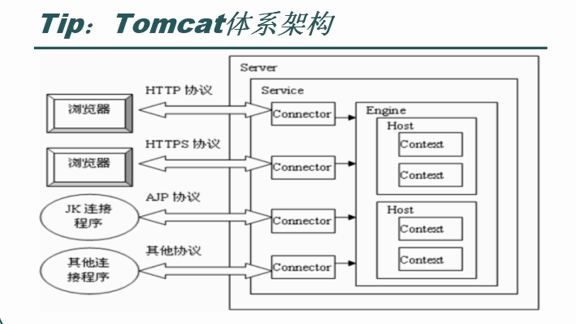 Tip：Tomcat体系架构
Server
Service
HTTP 协议
浏览器
Connector
Engine
Host
Context
Context
HTTPS 协议
浏览器
Connector
AJP 协议
JK 连接
程序
Connector
Host
Context
Context
其他协议
其他连
接程序
Connector